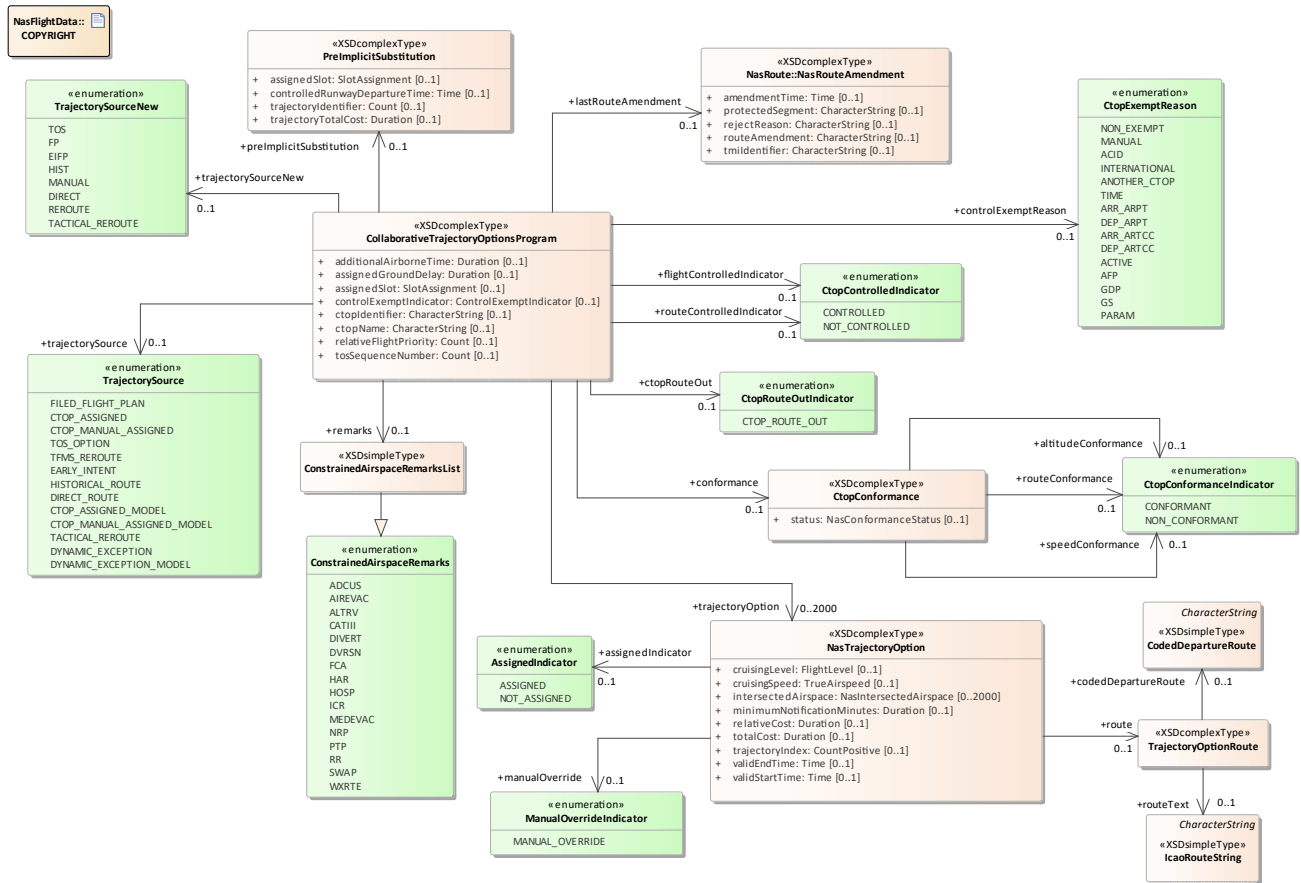 NasFlightData::
COPYRIGHT
«XSDcomplexType»
PreImplicitSubstitution
+ assignedSlot: SlotAssignment [0..1]
+ controlledRunwayDepartureTime: Time [0..1]
+ trajectoryIdentifier: Count [0..1]
+ trajectoryTotalCost: Duration [0..1]
+preImplicitSubstitution
0..1
«XSDcomplexType»
NasRoute::NasRouteAmendment
+ amendmentTime: Time [0..1]
+ protectedSegment: CharacterString [0..1]
+ rejectReason: CharacterString [0..1]
+ routeAmendment: CharacterString [0..1]
+ tmiIdentifier: CharacterString [0..1]
+lastRouteAmendment
0..1
«enumeration»
TrajectorySourceNew
TOS
FP
EIFP
HIST
MANUAL
DIRECT
REROUTE
TACTICAL_REROUTE
+trajectorySourceNew
0..1
«enumeration»
CtopExemptReason
NON_EXEMPT
MANUAL
ACID
INTERNATIONAL
ANOTHER_CTOP
TIME
ARR_ARPT
DEP_ARPT
ARR_ARTCC
DEP_ARTCC
ACTIVE
AFP
GDP
GS
PARAM
+controlExemptReason
0..1
«XSDcomplexType»
CollaborativeTrajectoryOptionsProgram
+ additionalAirborneTime: Duration [0..1]
+ assignedGroundDelay: Duration [0..1]
+ assignedSlot: SlotAssignment [0..1]
+ controlExemptIndicator: ControlExemptIndicator [0..1]
+ ctopIdentifier: CharacterString [0..1]
+ ctopName: CharacterString [0..1]
+ relativeFlightPriority: Count [0..1]
+ tosSequenceNumber: Count [0..1]
+flightControlledIndicator
0..1
+routeControlledIndicator
0..1
«enumeration»
CtopControlledIndicator
CONTROLLED
NOT_CONTROLLED
+trajectorySource
0..1
«enumeration»
TrajectorySource
FILED_FLIGHT_PLAN
CTOP_ASSIGNED
CTOP_MANUAL_ASSIGNED
TOS_OPTION
TFMS_REROUTE
EARLY_INTENT
HISTORICAL_ROUTE
DIRECT_ROUTE
CTOP_ASSIGNED_MODEL
CTOP_MANUAL_ASSIGNED_MODEL
TACTICAL_REROUTE
DYNAMIC_EXCEPTION
DYNAMIC_EXCEPTION_MODEL
+ctopRouteOut
0..1
«enumeration»
CtopRouteOutIndicator
CTOP_ROUTE_OUT
+remarks
0..1
«XSDsimpleType»
ConstrainedAirspaceRemarksList
«enumeration»
ConstrainedAirspaceRemarks
ADCUS
AIREVAC
ALTRV
CATIII
DIVERT
DVRSN
FCA
HAR
HOSP
ICR
MEDEVAC
NRP
PTP
RR
SWAP
WXRTE
+conformance
0..1
«XSDcomplexType»
CtopConformance
+ status: NasConformanceStatus [0..1]
+altitudeConformance
0..1
+routeConformance
0..1
+speedConformance
0..1
«enumeration»
CtopConformanceIndicator
CONFORMANT
NON_CONFORMANT
+trajectoryOption
0..2000
«XSDcomplexType»
NasTrajectoryOption
+ cruisingLevel: FlightLevel [0..1]
+ cruisingSpeed: TrueAirspeed [0..1]
+ intersectedAirspace: NasIntersectedAirspace [0..2000]
+ minimumNotificationMinutes: Duration [0..1]
+ relativeCost: Duration [0..1]
+ totalCost: Duration [0..1]
+ trajectoryIndex: CountPositive [0..1]
+ validEndTime: Time [0..1]
+ validStartTime: Time [0..1]
+assignedIndicator
0..1
«enumeration»
AssignedIndicator
ASSIGNED
NOT_ASSIGNED
+manualOverride
0..1
«enumeration»
ManualOverrideIndicator
MANUAL_OVERRIDE
+route
0..1
«XSDcomplexType»
TrajectoryOptionRoute
+codedDepartureRoute
0..1
CharacterString
«XSDsimpleType»
CodedDepartureRoute
+routeText
0..1
CharacterString
«XSDsimpleType»
IcaoRouteString